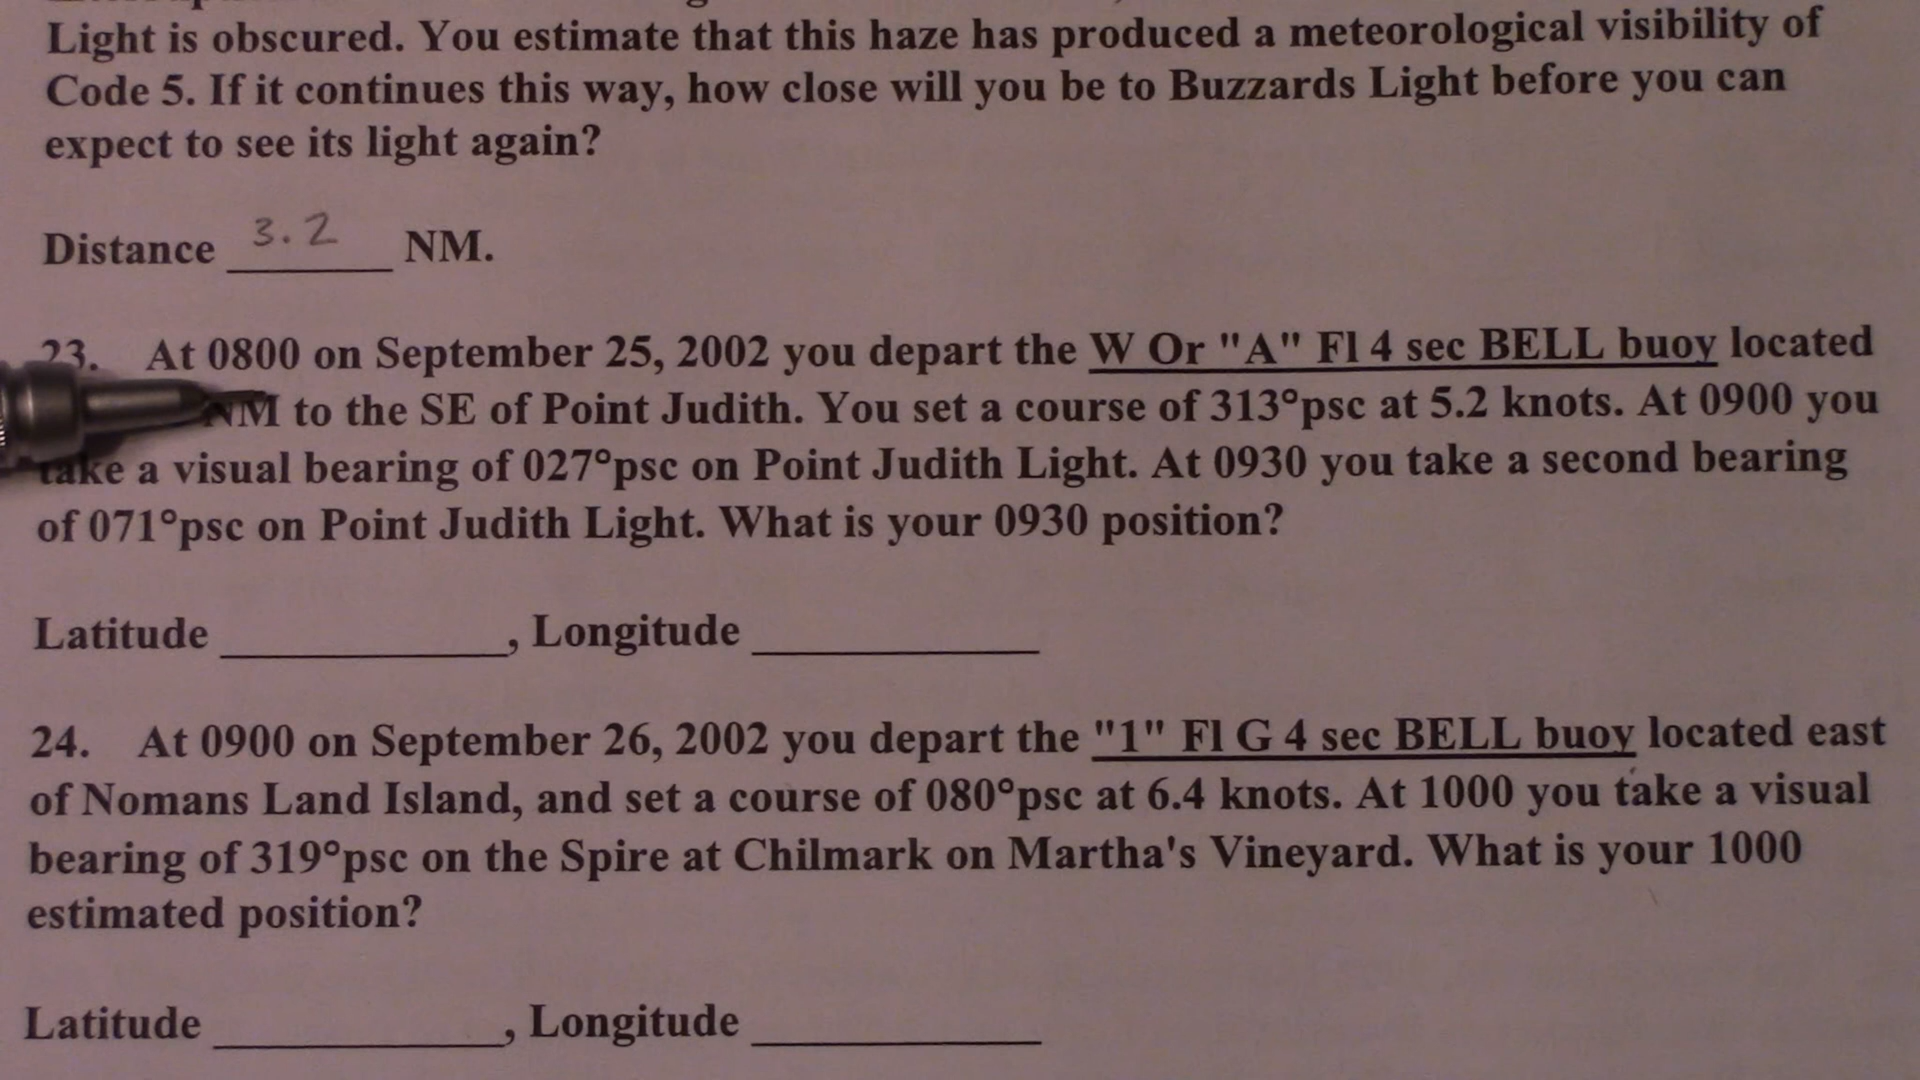 Light is obscured. You estimate that this haze has produced a meteorological visibility of
Code 5. If it continues this way, how close will you be to Buzzards Light before you can
expect to see its light again?
Distance 3.2 NM.
23. At 0800 on September 25, 2002 you depart the W Or "A" Fl 4 sec BELL buoy located
NM to the SE of Point Judith. You set a course of 313°psc at 5.2 knots. At 0900 you
take a visual bearing of 027°psc on Point Judith Light. At 0930 you take a second bearing
of 071°psc on Point Judith Light. What is your 0930 position?
Latitude ____________, Longitude ____________
24. At 0900 on September 26, 2002 you depart the "1" Fl G 4 sec BELL buoy located east
of Nomans Land Island, and set a course of 080°psc at 6.4 knots. At 1000 you take a visual
bearing of 319°psc on the Spire at Chilmark on Martha's Vineyard. What is your 1000
estimated position?
Latitude ____________, Longitude ____________